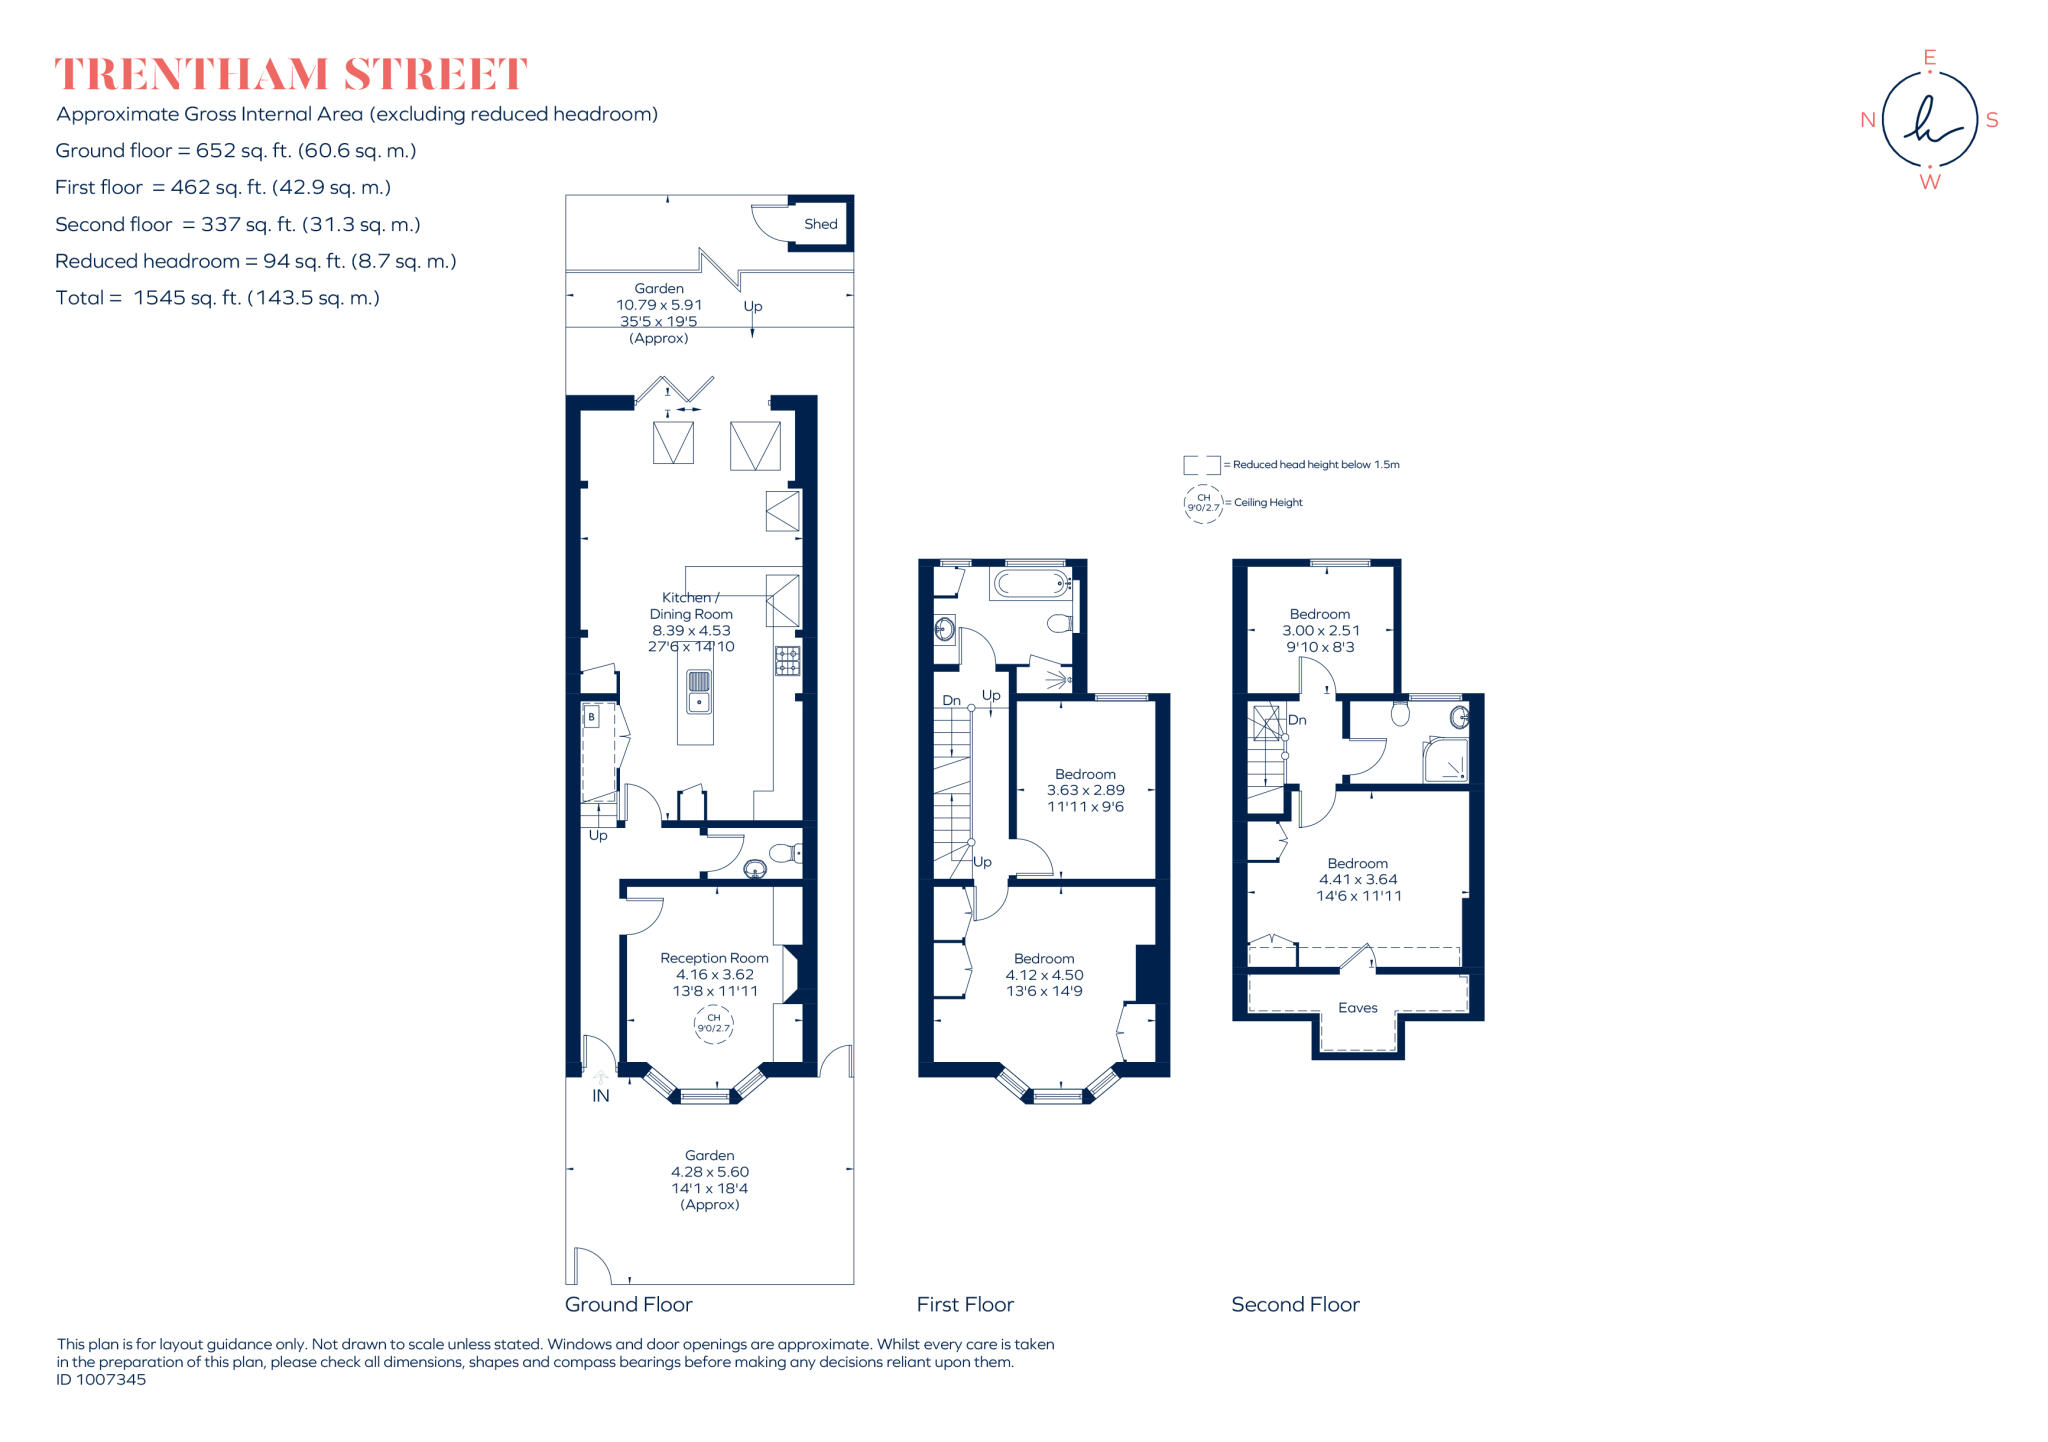 TRENTHAM STREET
Approximate Gross Internal Area (excluding reduced headroom)
Ground floor = 652 sq. ft. (60.6 sq. m.)
First floor = 462 sq. ft. (42.9 sq. m.)
Second floor = 337 sq. ft. (31.3 sq. m.)
Reduced headroom = 94 sq. ft. (8.7 sq. m.)
Total = 1545 sq. ft. (143.5 sq. m.)
E
N
S
W
Shed
Garden
10.79 x 5.91
35'5 x 19'5
(Approx)
Up
Kitchen /
Dining Room
8.39 x 4.53
27'6 x 14'10
B
Up
Reception Room
4.16 x 3.62
13'8 x 11'11
CH
9'0/2.7
IN
Garden
4.28 x 5.60
14'1 x 18'4
(Approx)
Ground Floor
Dn
Up
Bedroom
3.63 x 2.89
11'11 x 9'6
Up
Bedroom
4.12 x 4.50
13'6 x 14'9
First Floor
= Reduced head height below 1.5m
CH
9'0/2.7
= Ceiling Height
Bedroom
3.00 x 2.51
9'10 x 8'3
Dn
Bedroom
4.41 x 3.64
14'6 x 11'11
Eaves
Second Floor
This plan is for layout guidance only. Not drawn to scale unless stated. Windows and door openings are approximate. Whilst every care is taken
in the preparation of this plan, please check all dimensions, shapes and compass bearings before making any decisions reliant upon them.
ID 1007345